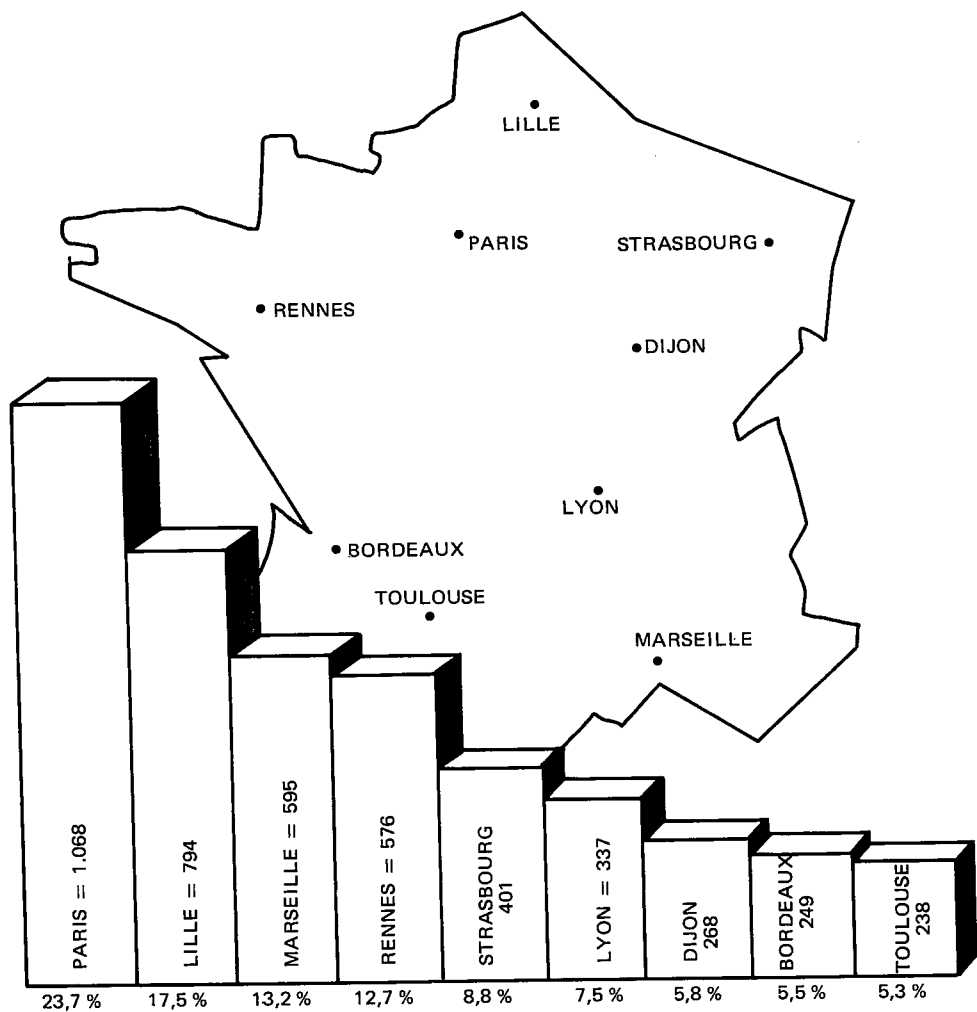 LILLE
PARIS
STRASBOURG
RENNES
DIJON
LYON
BORDEAUX
TOULOUSE
MARSEILLE
PARIS = 1.068
LILLE = 794
MARSEILLE = 595
RENNES = 576
STRASBOURG
401
LYON = 337
DIJON
268
BORDEAUX
249
TOULOUSE
238
23,7 %
17,5 %
13,2 %
12,7 %
8,8 %
7,5 %
5,8 %
5,5 %
5,3 %